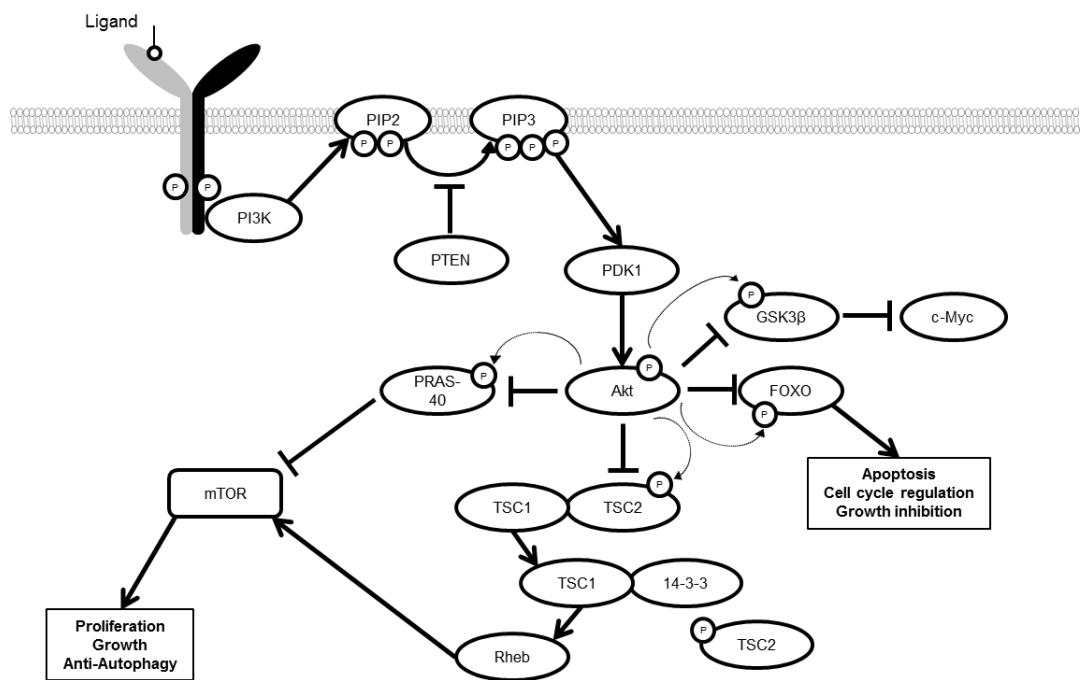 Ligand
PIP2
PIP3
P
P
P
P
P
P
P
PI3K
PTEN
PDK1
P
GSK3β
c-Myc
P
PRAS-
40
P
Akt
FOXO
P
Apoptosis
Cell cycle regulation
Growth inhibition
mTOR
P
TSC1
TSC2
TSC1
14-3-3
Proliferation
Growth
Anti-Autophagy
Rheb
P
TSC2